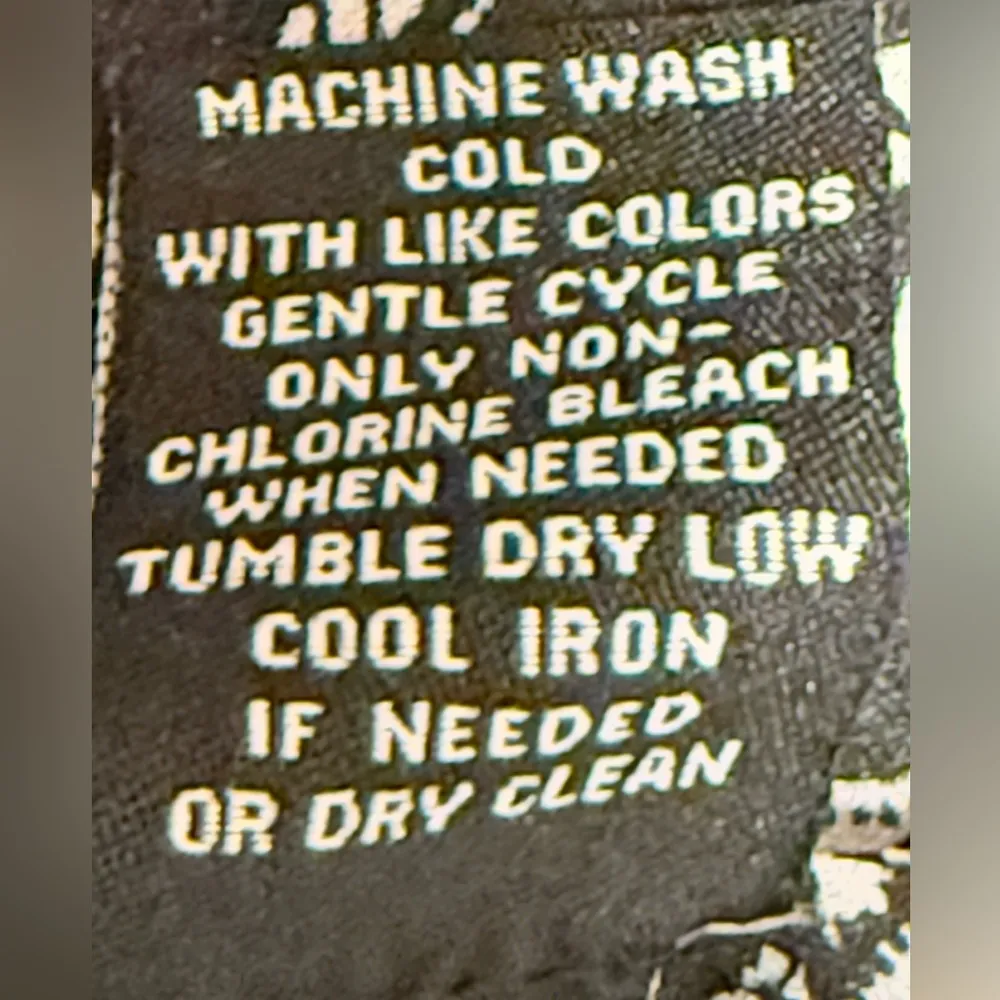 MACHINE WASH
COLD
WITH LIKE COLORS
GENTLE CYCLE
ONLY NON-
CHLORINE BLEACH
WHEN NEEDED
TUMBLE DRY LOW
COOL IRON
IF NEEDED
OR DRY CLEAN